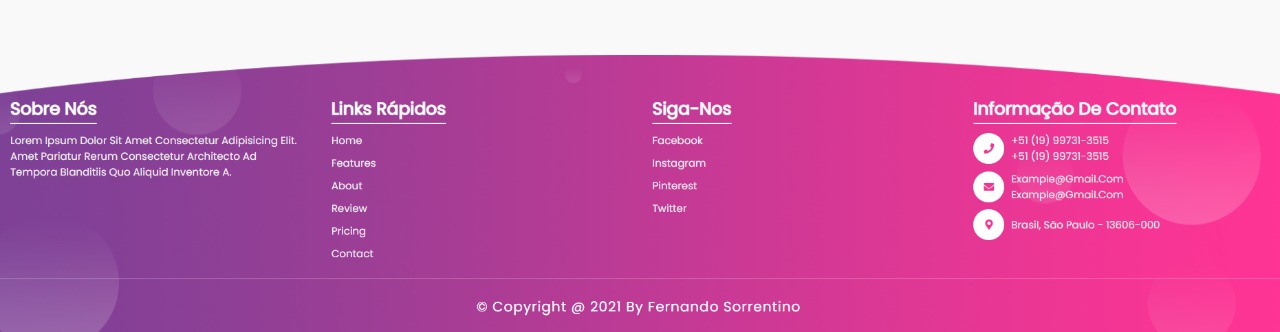 Sobre Nós
Lorem Ipsum Dolor Sit Amet Consectetur Adipisicing Elit.
Amet Pariatur Rerum Consectetur Architecto Ad
Tempora Blanditiis Quo Aliquid Inventore A.
Links Rápidos
Home
Features
About
Review
Pricing
Contact
Siga-Nos
Facebook
Instagram
Pinterest
Twitter
Informação De Contato
+51 (19) 99731-3515
+51 (19) 99731-3515
Example@Gmail.Com
Example@Gmail.Com
Brasil, São Paulo - 13606-000
© Copyright @ 2021 By Fernando Sorrentino